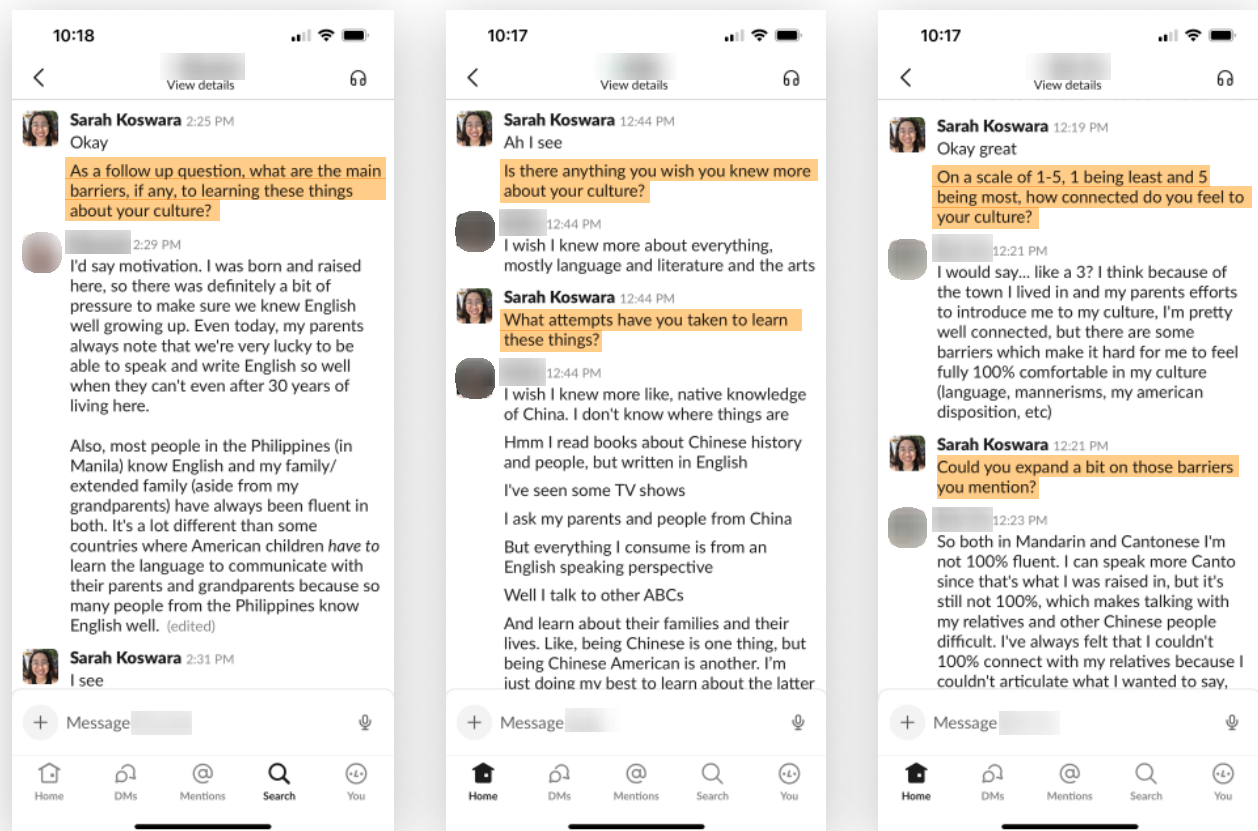 10:18
View details
Sarah Koswara 2:25 PM
Okay
As a follow up question, what are the main
barriers, if any, to learning these things
about your culture?
2:29 PM
I'd say motivation. I was born and raised
here, so there was definitely a bit of
pressure to make sure we knew English
well growing up. Even today, my parents
always note that we're very lucky to be
able to speak and write English so well
when they can't even after 30 years of
living here.
Also, most people in the Philippines (in
Manila) know English and my family/
extended family (aside from my
grandparents) have always been fluent in
both. It's a lot different than some
countries where American children have to
learn the language to communicate with
their parents and grandparents because so
many people from the Philippines know
English well. (edited)
Sarah Koswara 2:31 PM
I see
Message
Home DMs Mentions Search You
10:17
View details
Sarah Koswara 12:44 PM
Ah I see
Is there anything you wish you knew more
about your culture?
12:44 PM
I wish I knew more about everything,
mostly language and literature and the arts
Sarah Koswara 12:44 PM
What attempts have you taken to learn
these things?
12:44 PM
I wish I knew more like, native knowledge
of China. I don't know where things are
Hmm I read books about Chinese history
and people, but written in English
I've seen some TV shows
I ask my parents and people from China
But everything I consume is from an
English speaking perspective
Well I talk to other ABCs
And learn about their families and their
lives. Like, being Chinese is one thing, but
being Chinese American is another. I'm
just doing my best to learn about the latter
Message
Home DMs Mentions Search You
10:17
View details
Sarah Koswara 12:19 PM
Okay great
On a scale of 1-5, 1 being least and 5
being most, how connected do you feel to
your culture?
12:21 PM
I would say... like a 3? I think because of
the town I lived in and my parents efforts
to introduce me to my culture, I'm pretty
well connected, but there are some
barriers which make it hard for me to feel
fully 100% comfortable in my culture
(language, mannerisms, my american
disposition, etc)
Sarah Koswara 12:21 PM
Could you expand a bit on those barriers
you mention?
12:23 PM
So both in Mandarin and Cantonese I'm
not 100% fluent. I can speak more Canto
since that's what I was raised in, but it's
still not 100%, which makes talking with
my relatives and other Chinese people
difficult. I've always felt that I couldn't
100% connect with my relatives because I
couldn't articulate what I wanted to say,
Message
Home DMs Mentions Search You